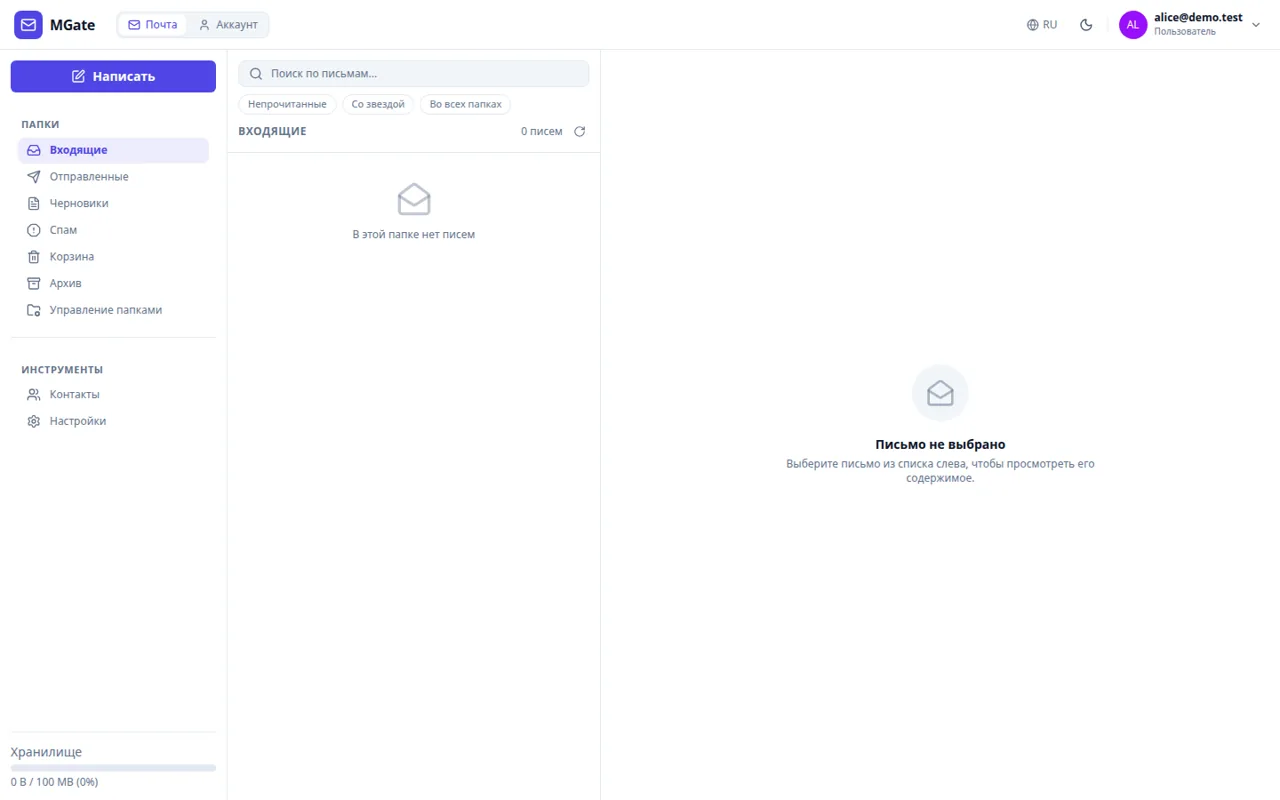 MGate
Почта
Аккаунт
RU
AL
alice@demo.test
Пользователь
Написать
ПАПКИ
Входящие
Отправленные
Черновики
Спам
Корзина
Архив
Управление папками
ИНСТРУМЕНТЫ
Контакты
Настройки
Хранилище
0 B / 100 MB (0%)
Поиск по письмам...
Непрочитанные
Со звездой
Во всех папках
ВХОДЯЩИЕ
0 писем
В этой папке нет писем
Письмо не выбрано
Выберите письмо из списка слева, чтобы просмотреть его
содержимое.